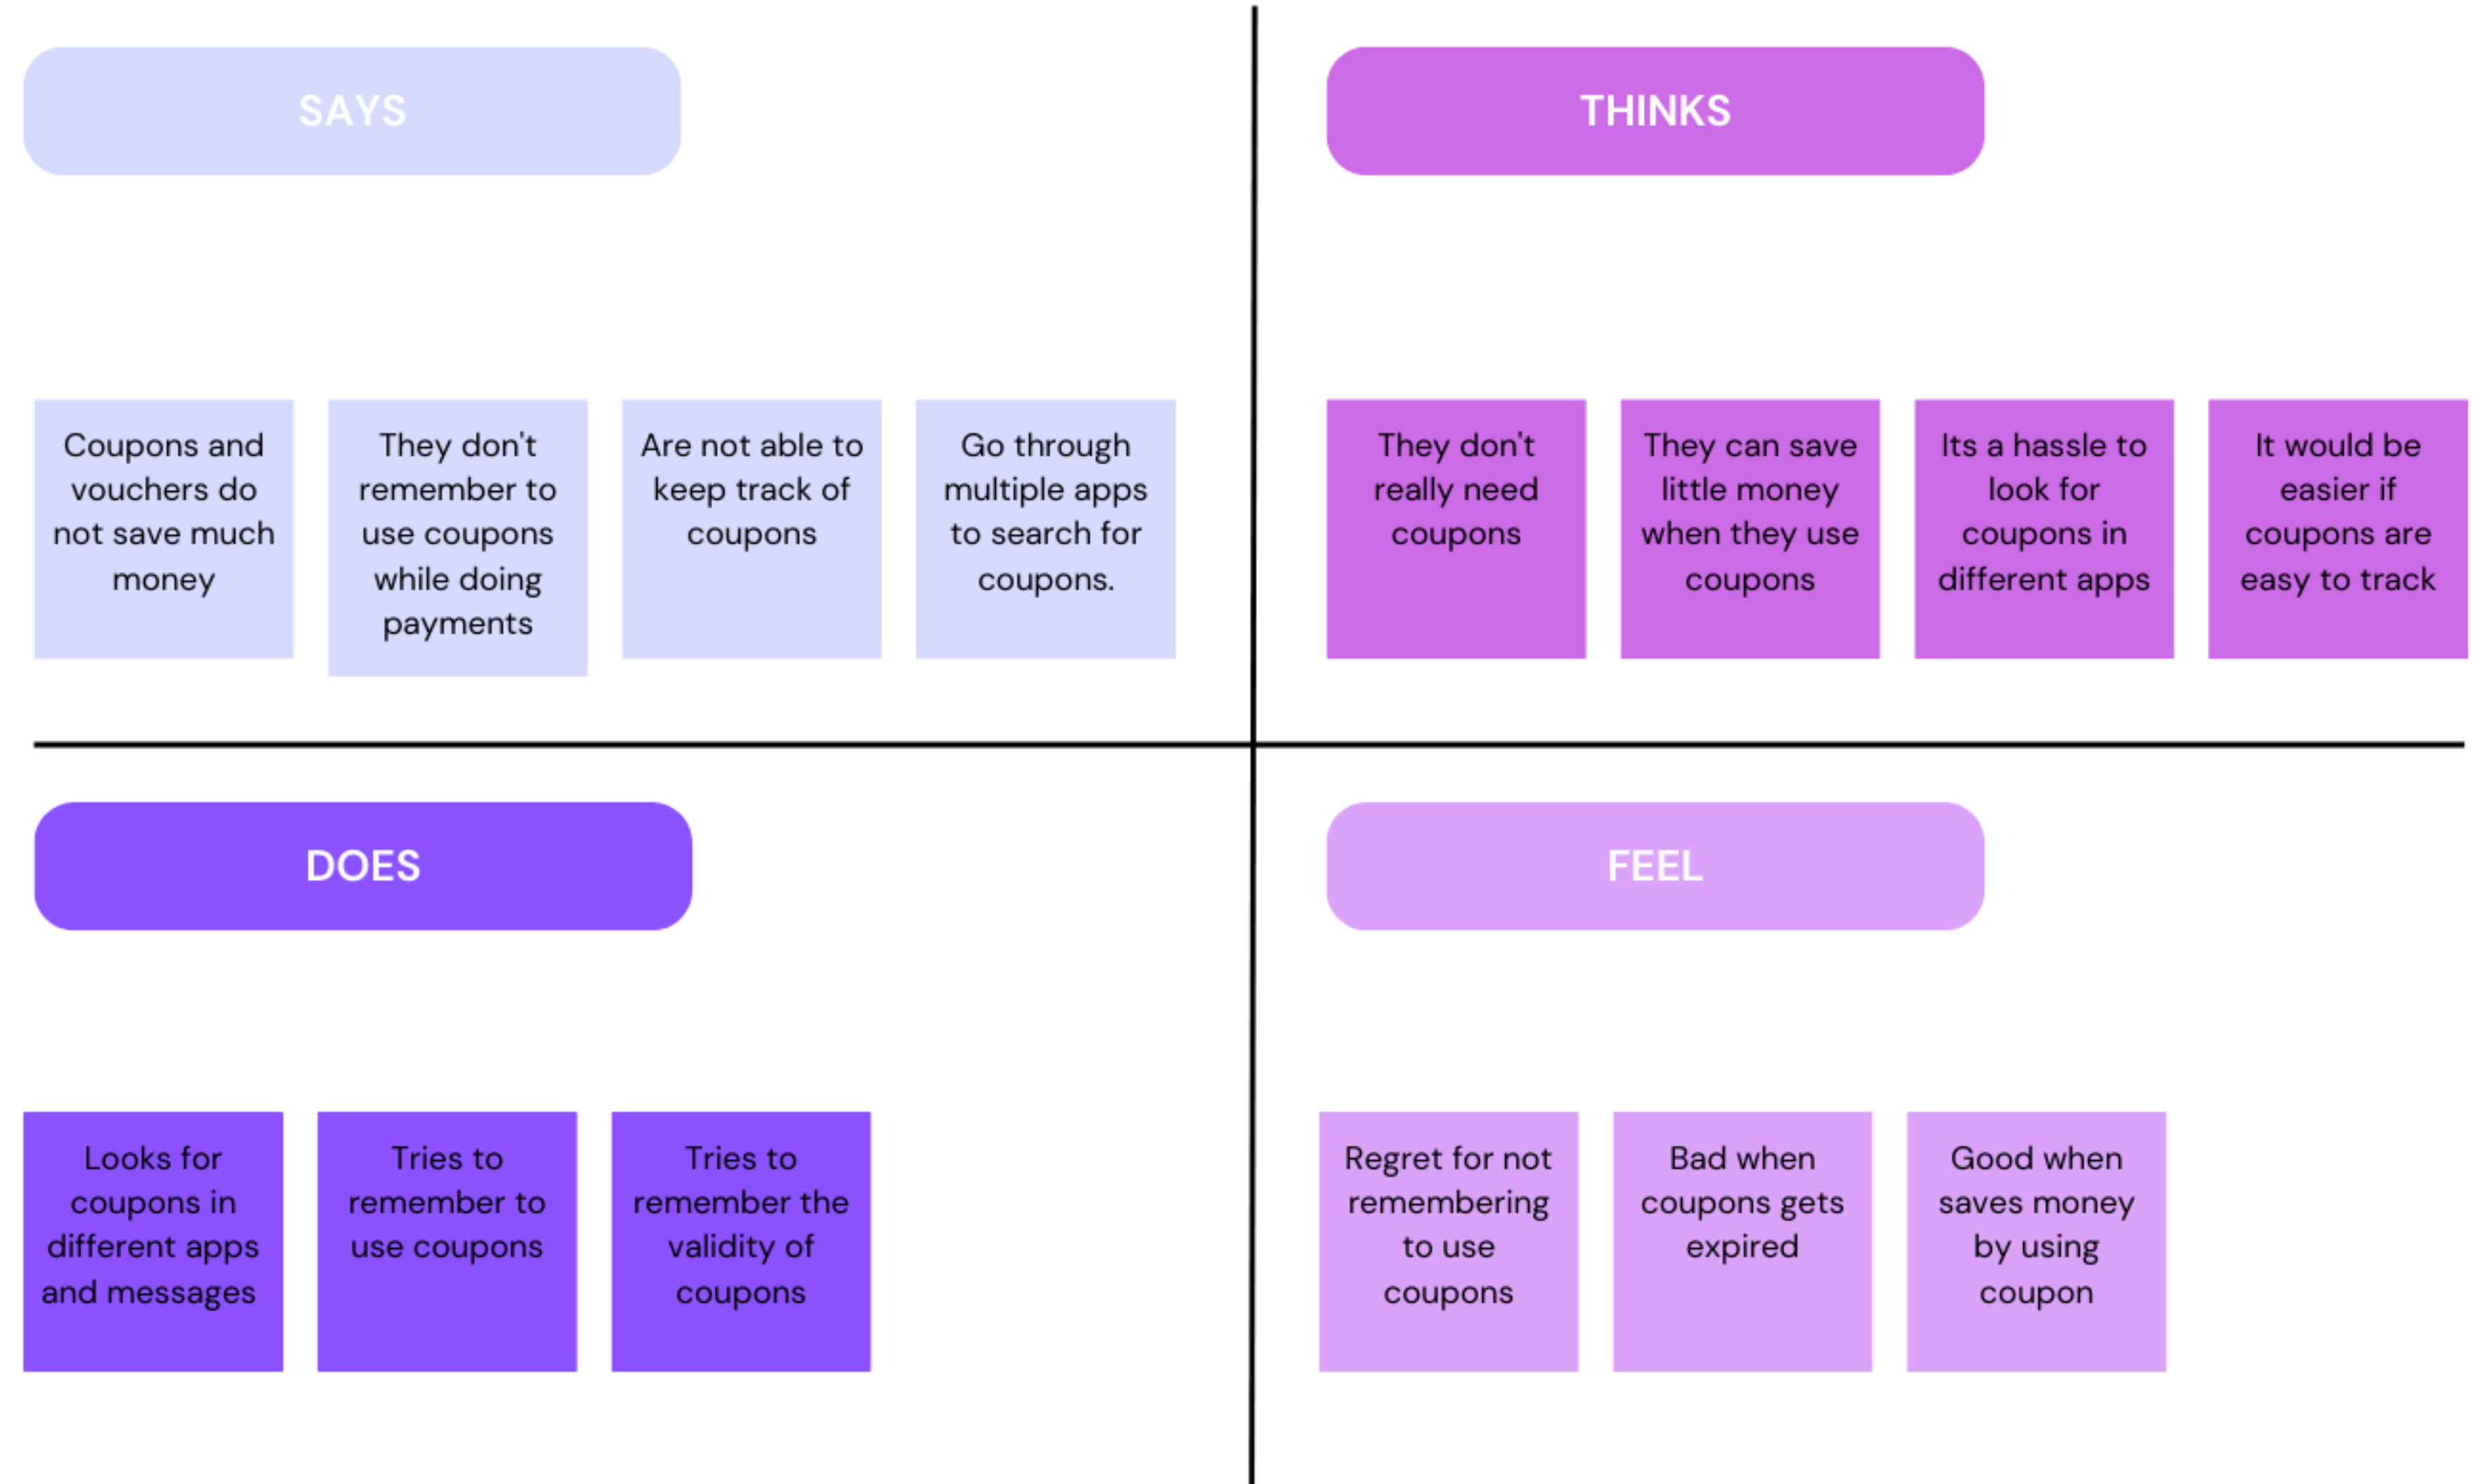 SAYS
Coupons and
vouchers do
not save much
money
They don't
remember to
use coupons
while doing
payments
Are not able to
keep track of
coupons
Go through
multiple apps
to search for
coupons.
THINKS
They don't
really need
coupons
They can save
little money
when they use
coupons
Its a hassle to
look for
coupons in
different apps
It would be
easier if
coupons are
easy to track
DOES
Looks for
coupons in
different apps
and messages
Tries to
remember to
use coupons
Tries to
remember the
validity of
coupons
FEEL
Regret for not
remembering
to use
coupons
Bad when
coupons gets
expired
Good when
saves money
by using
coupon